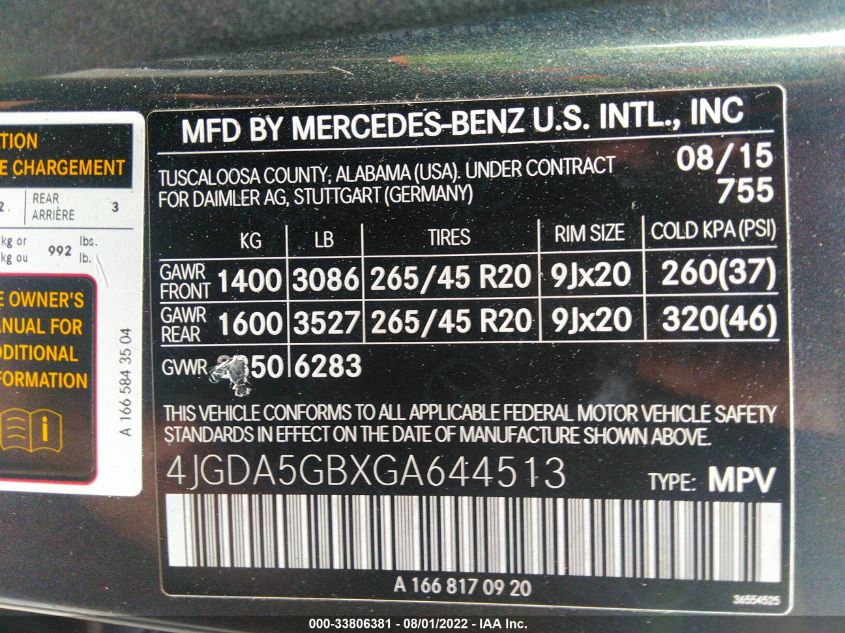 ATION
E CHARGEMENT
2.
REAR
ARRIÈRE
3
kg or
kg ou
992
lbs.
lb.
E OWNER'S
ANUAL FOR
DDITIONAL
FORMATION
i
A 166 584 35 04
MFD BY MERCEDES-BENZ U.S. INTL., INC
TUSCALOOSA COUNTY, ALABAMA (USA). UNDER CONTRACT
FOR DAIMLER AG, STUTTGART (GERMANY)
08/15
755
KG LB TIRES RIM SIZE COLD KPA (PSI)
GAWR FRONT 1400 3086 265/45 R20 9Jx20 260(37)
GAWR REAR 1600 3527 265/45 R20 9Jx20 320(46)
GVWR 50 6283
THIS VEHICLE CONFORMS TO ALL APPLICABLE FEDERAL MOTOR VEHICLE SAFETY
STANDARDS IN EFFECT ON THE DATE OF MANUFACTURE SHOWN ABOVE.
4JGDA5GBXGA644513 TYPE: MPV
A 166 817 09 20
36554525
000-33806381 - 08/01/2022 - IAA Inc.